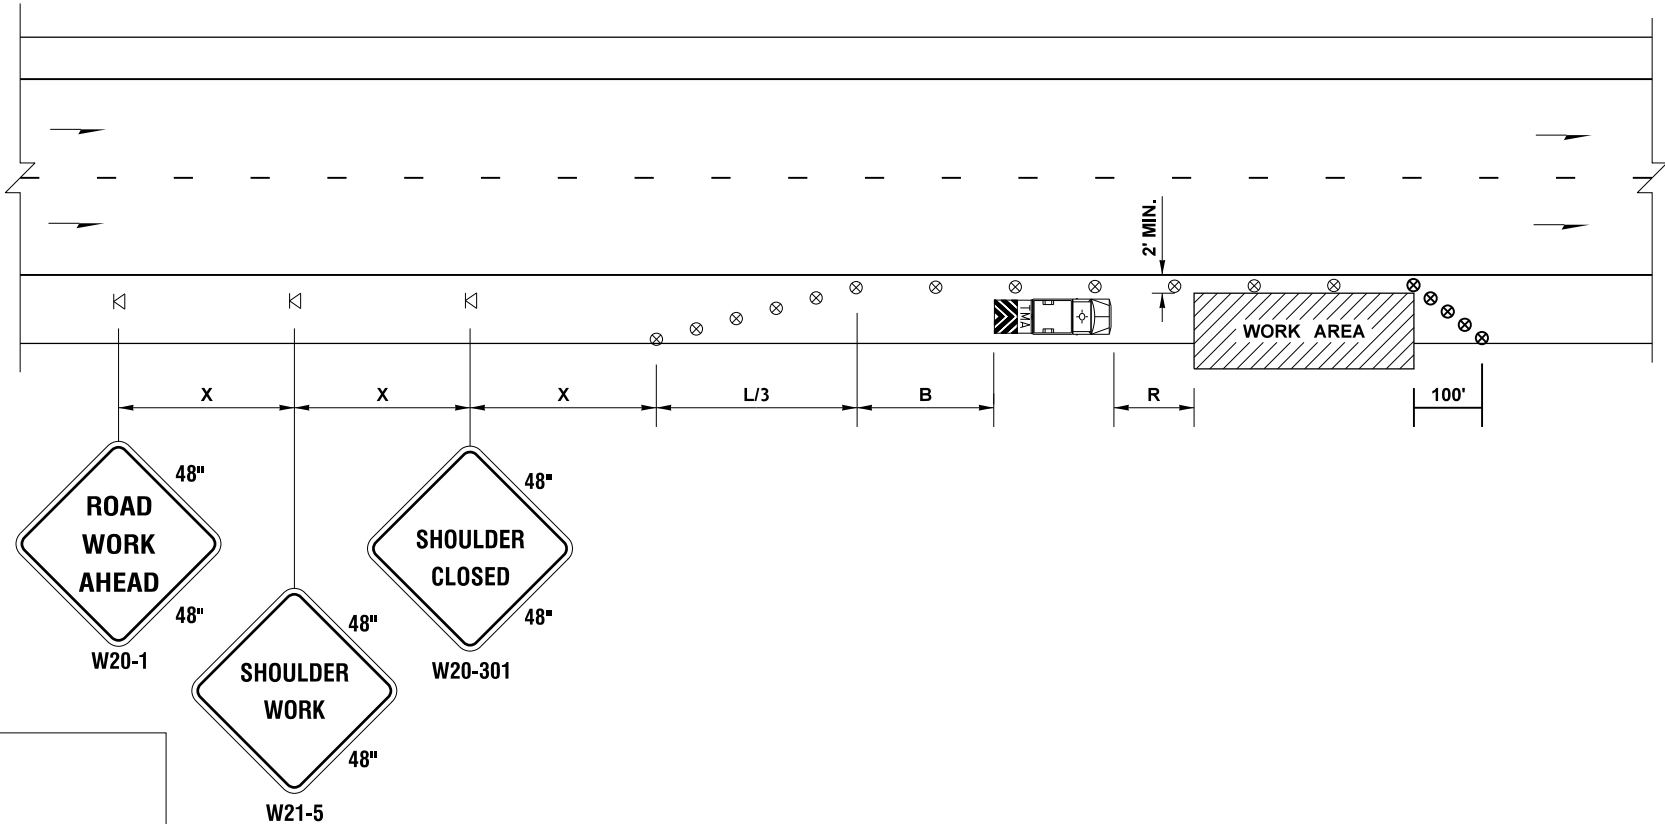 2' MIN.
TMA
WORK AREA
X
X
X
L/3
B
R
100'
48"
ROAD
WORK
AHEAD
48"
W20-1
48"
SHOULDER
WORK
48"
W21-5
48"
SHOULDER
CLOSED
48"
W20-301